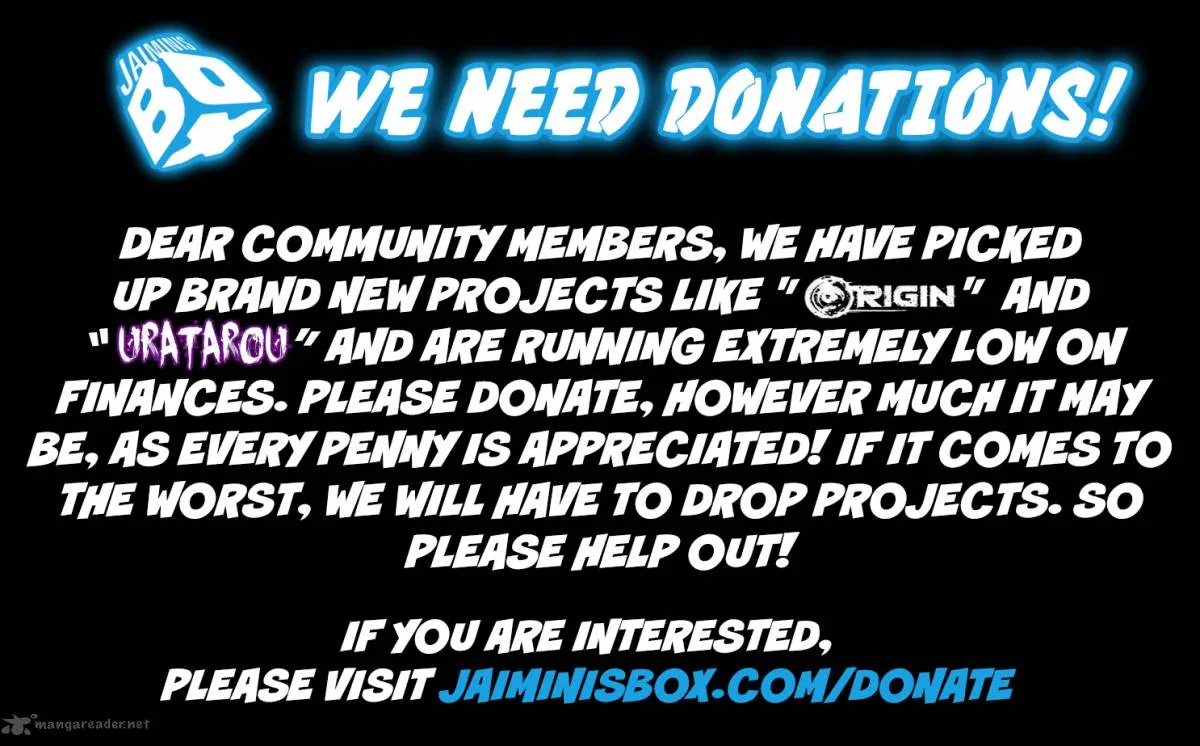 JAIMINIS
BOX
WE NEED DONATIONS!
DEAR COMMUNITY MEMBERS, WE HAVE PICKED
UP BRAND NEW PROJECTS LIKE "ORIGIN" AND
"URATAROU" AND ARE RUNNING EXTREMELY LOW ON
FINANCES. PLEASE DONATE, HOWEVER MUCH IT MAY
BE, AS EVERY PENNY IS APPRECIATED! IF IT COMES TO
THE WORST, WE WILL HAVE TO DROP PROJECTS. SO
PLEASE HELP OUT!
IF YOU ARE INTERESTED,
PLEASE VISIT JAIMINISBOX.COM/DONATE
mangareader.net